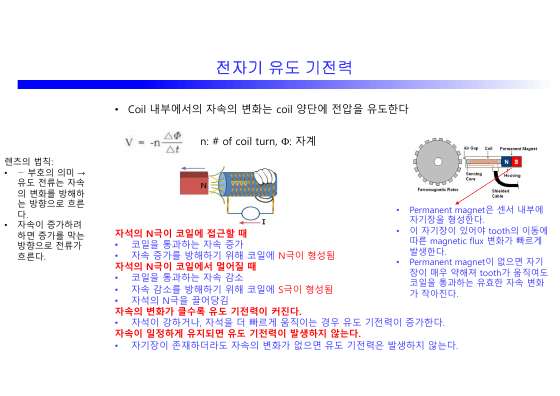 전자기 유도 기전력
• Coil 내부에서의 자속의 변화는 coil 양단에 전압을 유도한다
V = -n ΔΦ/Δt
n: # of coil turn, Φ: 자계
렌츠의 법칙:
• − 부호의 의미 →
유도 전류는 자속
의 변화를 방해하
는 방향으로 흐른
다.
• 자속이 증가하려
하면 증가를 막는
방향으로 전류가
흐른다.
N
I
자석의 N극이 코일에 접근할 때
• 코일을 통과하는 자속 증가
• 자속 증가를 방해하기 위해 코일에 N극이 형성됨
자석의 N극이 코일에서 멀어질 때
• 코일을 통과하는 자속 감소
• 자속 감소를 방해하기 위해 코일에 S극이 형성됨
• 자석의 N극을 끌어당김
자속의 변화가 클수록 유도 기전력이 커진다.
• 자석이 강하거나, 자석을 더 빠르게 움직이는 경우 유도 기전력이 증가한다.
자속이 일정하게 유지되면 유도 기전력이 발생하지 않는다.
• 자기장이 존재하더라도 자속의 변화가 없으면 유도 기전력은 발생하지 않는다.
Air Gap Coil Permanent Magnet
N S
Sensing
Core
Housing
Ferromagnetic Rotor
Shielded
Cable
• Permanent magnet은 센서 내부에
자기장을 형성한다.
• 이 자기장이 있어야 tooth의 이동에
따른 magnetic flux 변화가 빠르게
발생한다.
• Permanent magnet이 없으면 자기
장이 매우 약해져 tooth가 움직여도
코일을 통과하는 유효한 자속 변화
가 작아진다.